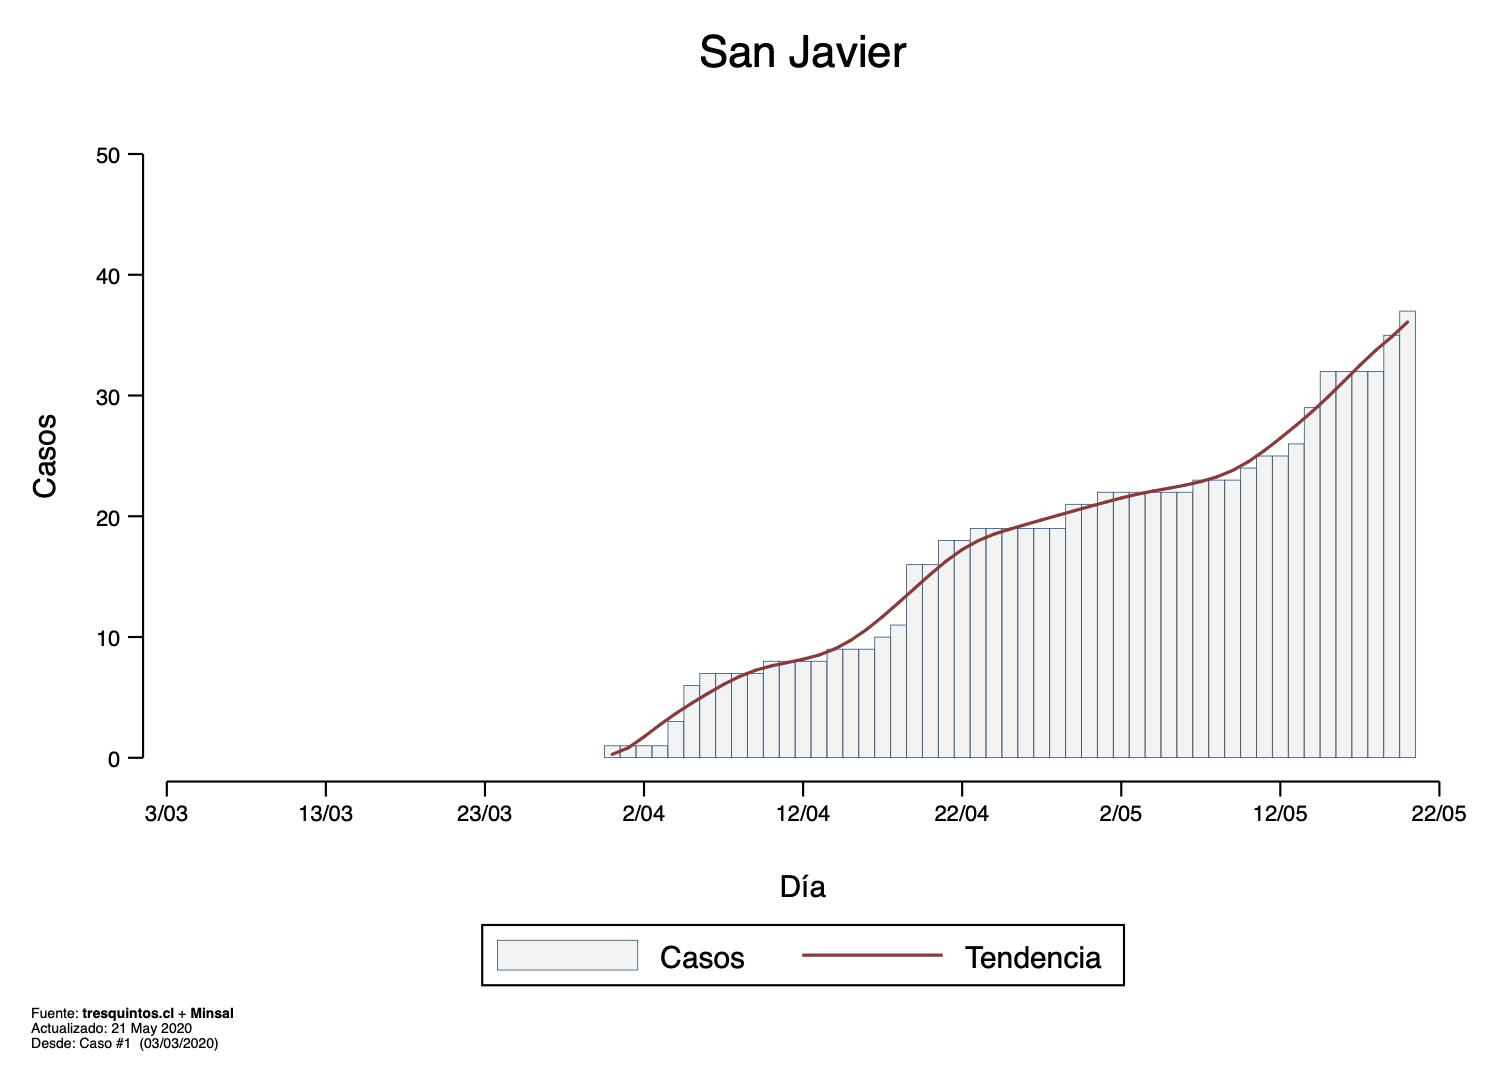 San Javier
50
40
30
20
10
0
Casos
3/03 13/03 23/03 2/04 12/04 22/04 2/05 12/05 22/05
Día
Casos Tendencia
Fuente: tresquintos.cl + Minsal
Actualizado: 21 May 2020
Desde: Caso #1 (03/03/2020)